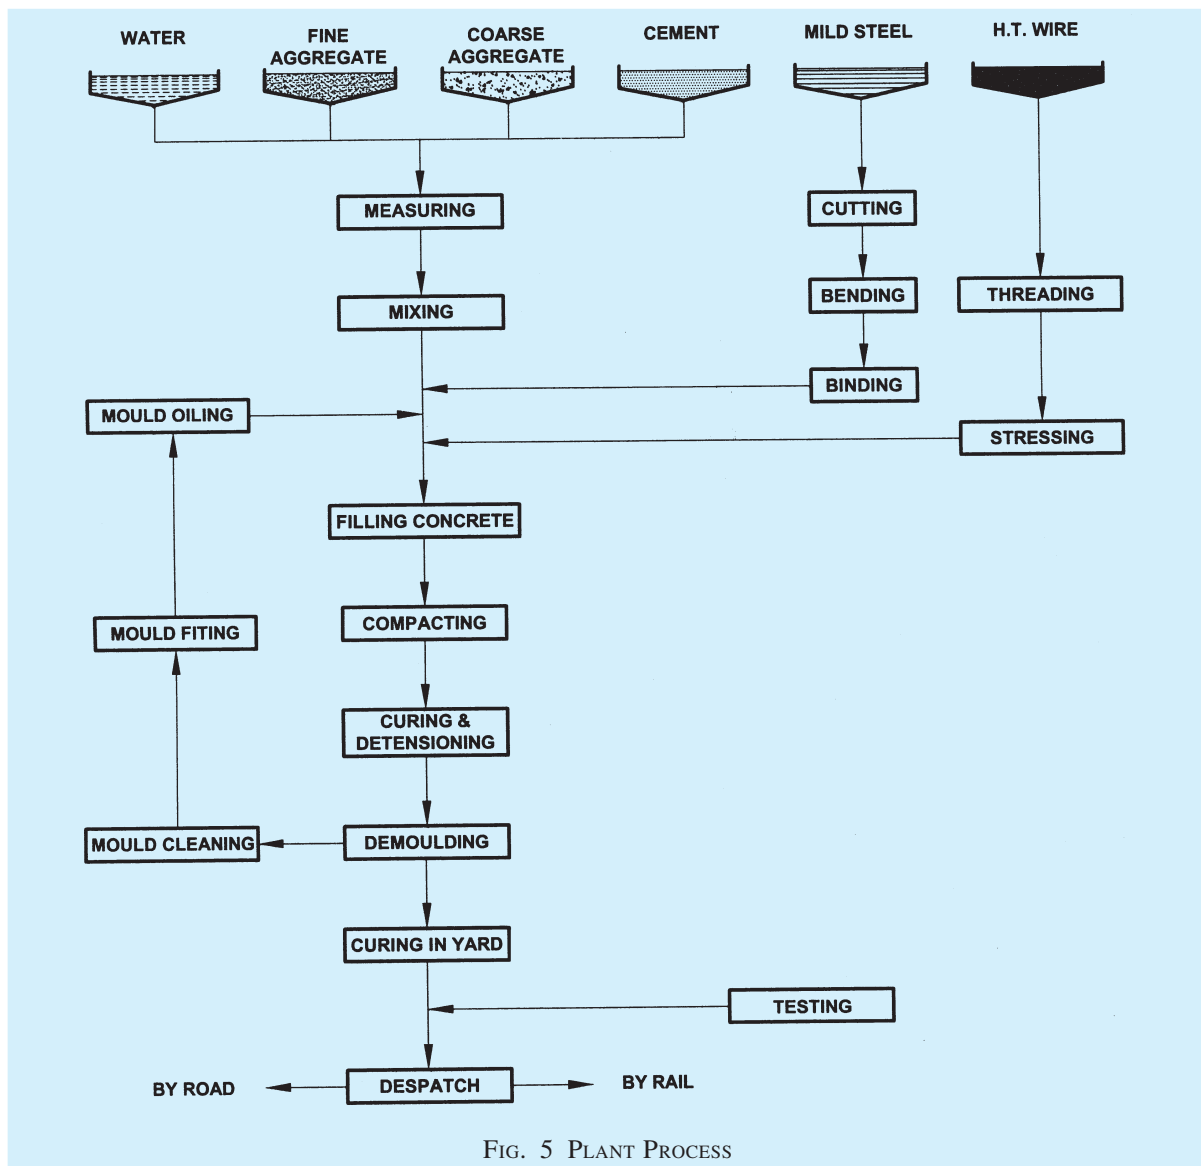 WATER
FINE
AGGREGATE
COARSE
AGGREGATE
CEMENT
MILD STEEL
H.T. WIRE
MEASURING
CUTTING
MIXING
BENDING
THREADING
BINDING
MOULD OILING
STRESSING
FILLING CONCRETE
MOULD FITING
COMPACTING
CURING &
DETENSIONING
MOULD CLEANING
DEMOULDING
CURING IN YARD
TESTING
BY ROAD
DESPATCH
BY RAIL
FIG. 5 PLANT PROCESS